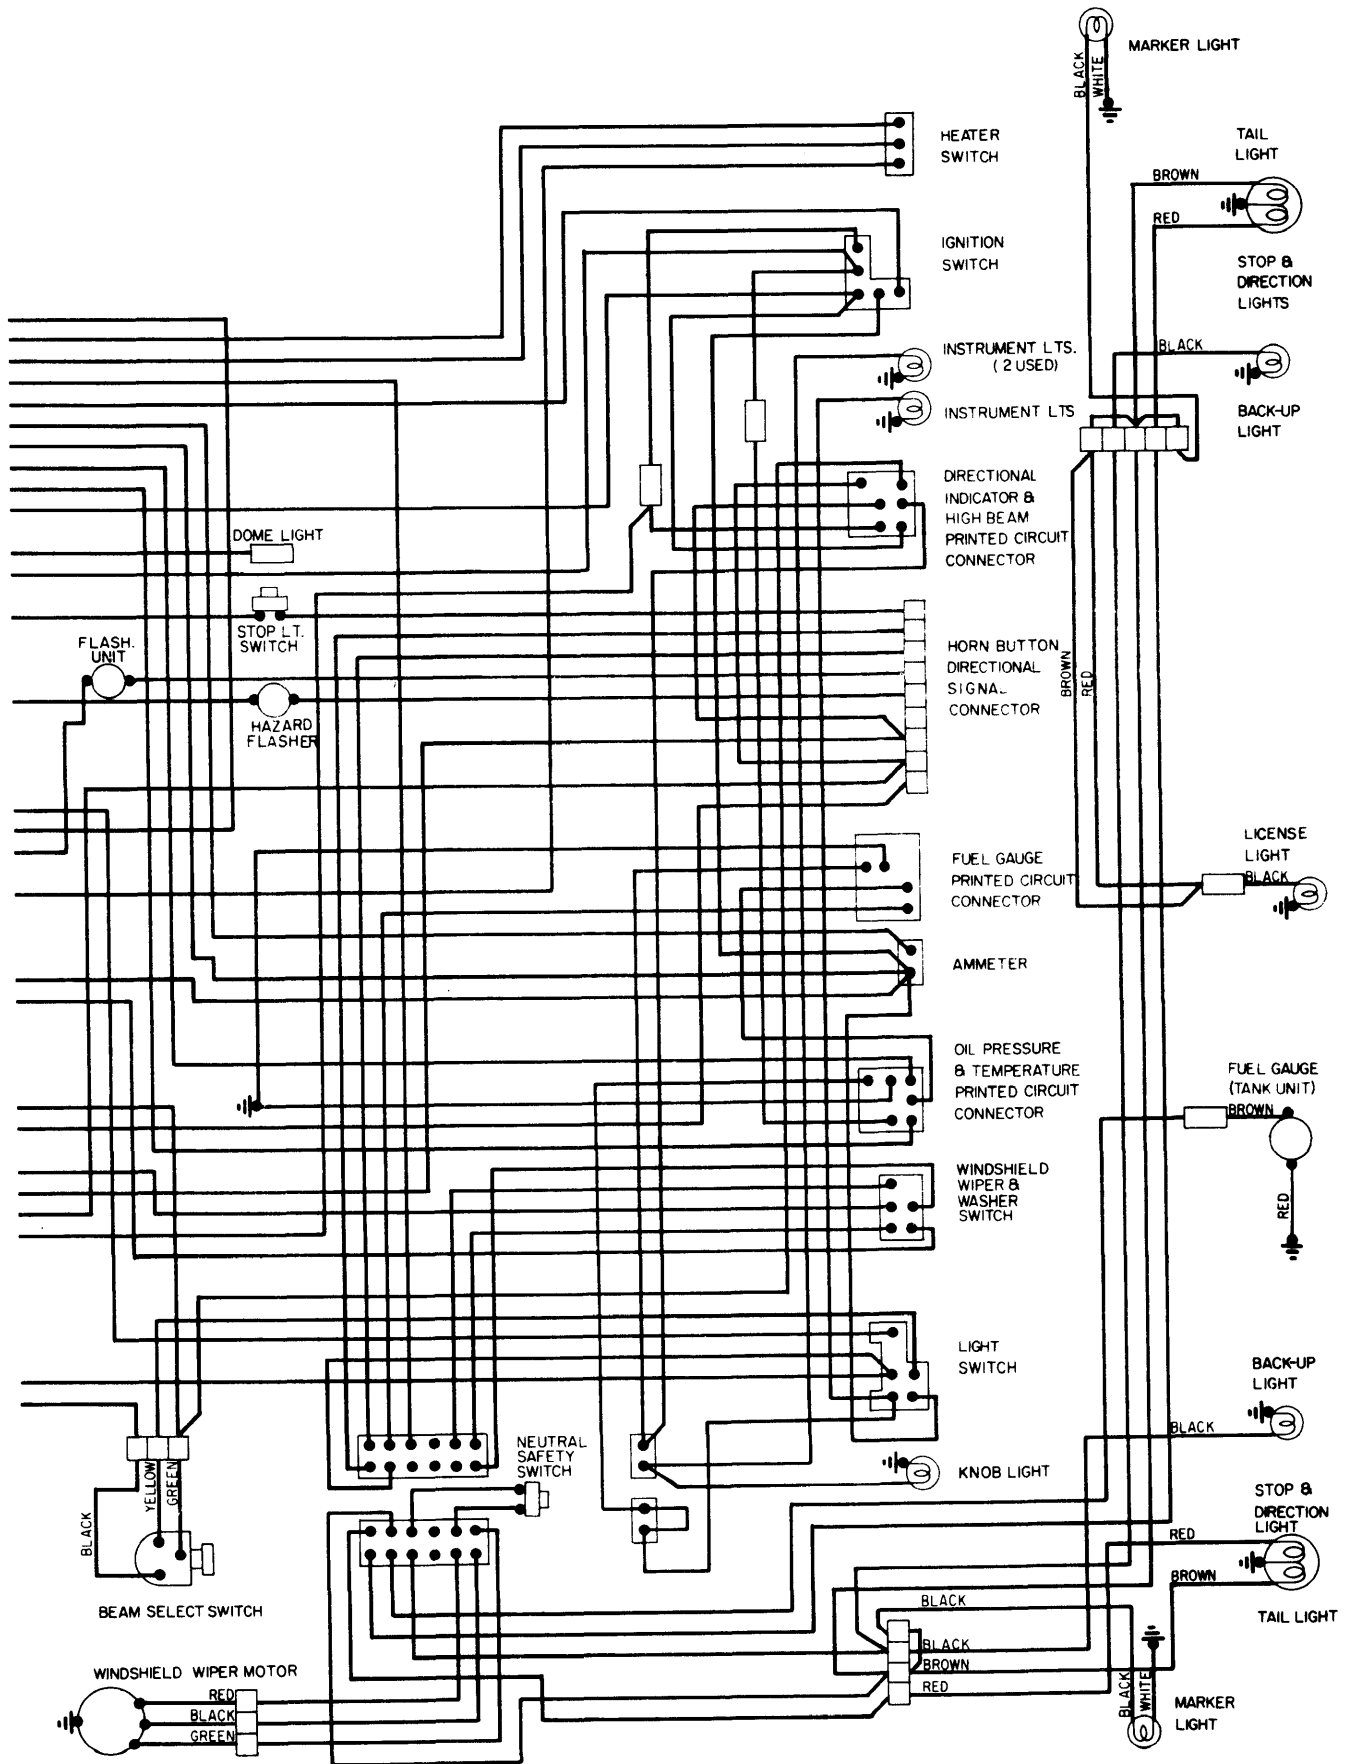 MARKER LIGHT
BLACK
WHITE
HEATER
SWITCH
TAIL
LIGHT
BROWN
RED
IGNITION
SWITCH
STOP &
DIRECTION
LIGHTS
INSTRUMENT LTS.
( 2 USED)
BLACK
INSTRUMENT LTS
BACK-UP
LIGHT
DIRECTIONAL
INDICATOR &
HIGH BEAM
PRINTED CIRCUIT
CONNECTOR
DOME LIGHT
STOP LT.
SWITCH
FLASH.
UNIT
HAZARD
FLASHER
HORN BUTTON
DIRECTIONAL
SIGNAL
CONNECTOR
BROWN
RED
FUEL GAUGE
PRINTED CIRCUIT
CONNECTOR
LICENSE
LIGHT
BLACK
AMMETER
OIL PRESSURE
& TEMPERATURE
PRINTED CIRCUIT
CONNECTOR
FUEL GAUGE
(TANK UNIT)
BROWN
RED
WINDSHIELD
WIPER &
WASHER
SWITCH
LIGHT
SWITCH
BACK-UP
LIGHT
BLACK
NEUTRAL
SAFETY
SWITCH
KNOB LIGHT
YELLOW
GREEN
BLACK
BEAM SELECT SWITCH
STOP &
DIRECTION
LIGHT
RED
BROWN
TAIL LIGHT
BLACK
BLACK
BROWN
RED
BLACK
WHITE
MARKER
LIGHT
WINDSHIELD WIPER MOTOR
RED
BLACK
GREEN